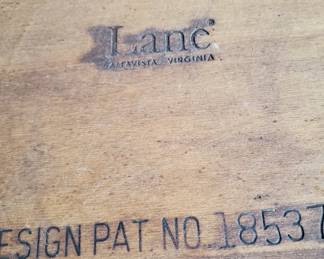 Lane®
ALTAVISTA, VIRGINIA
ESIGN PAT. NO. 18537